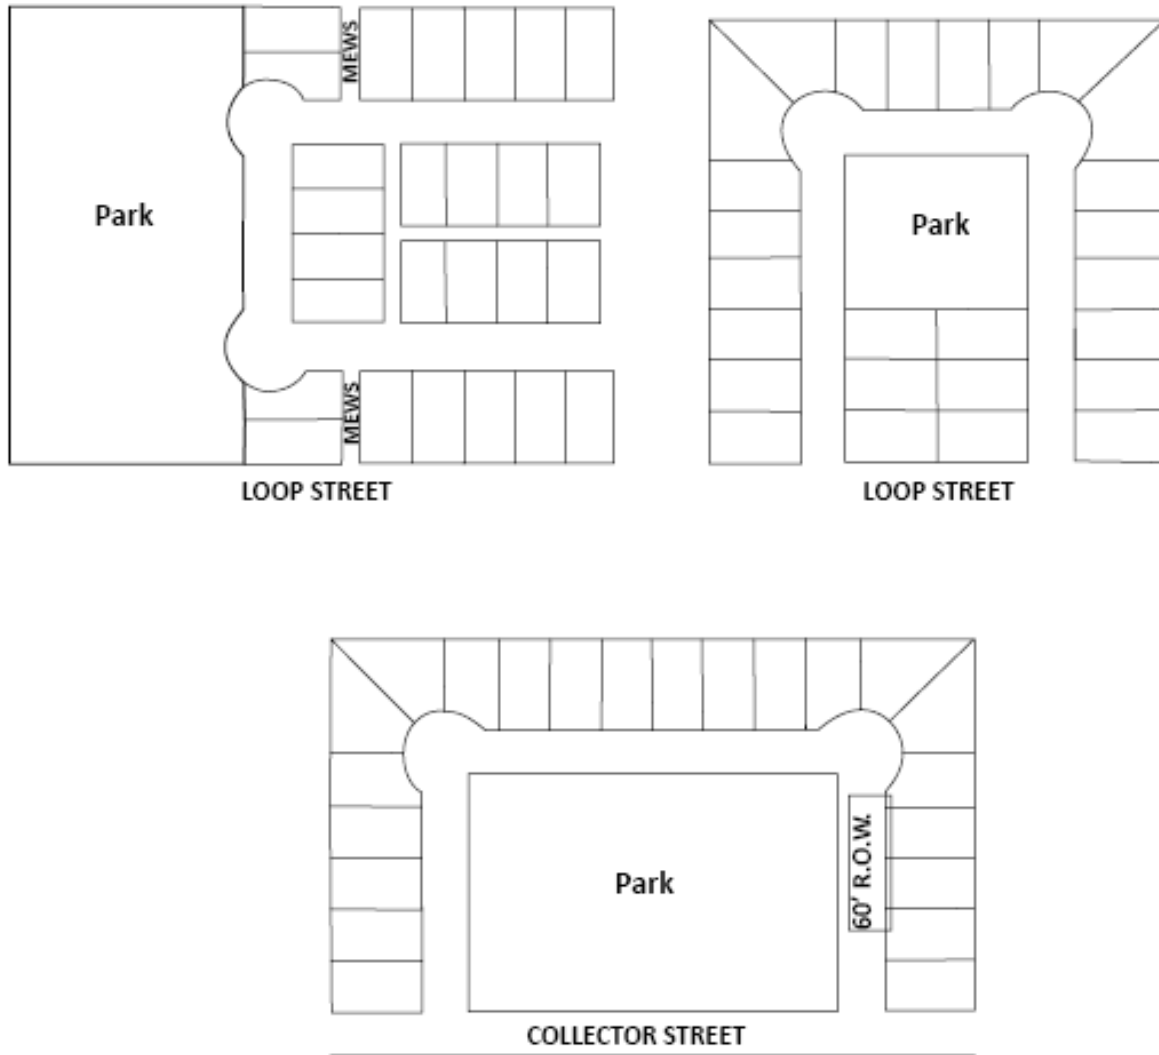 MEWS
Park
Park
MEWS
LOOP STREET
LOOP STREET
60' R.O.W.
Park
COLLECTOR STREET